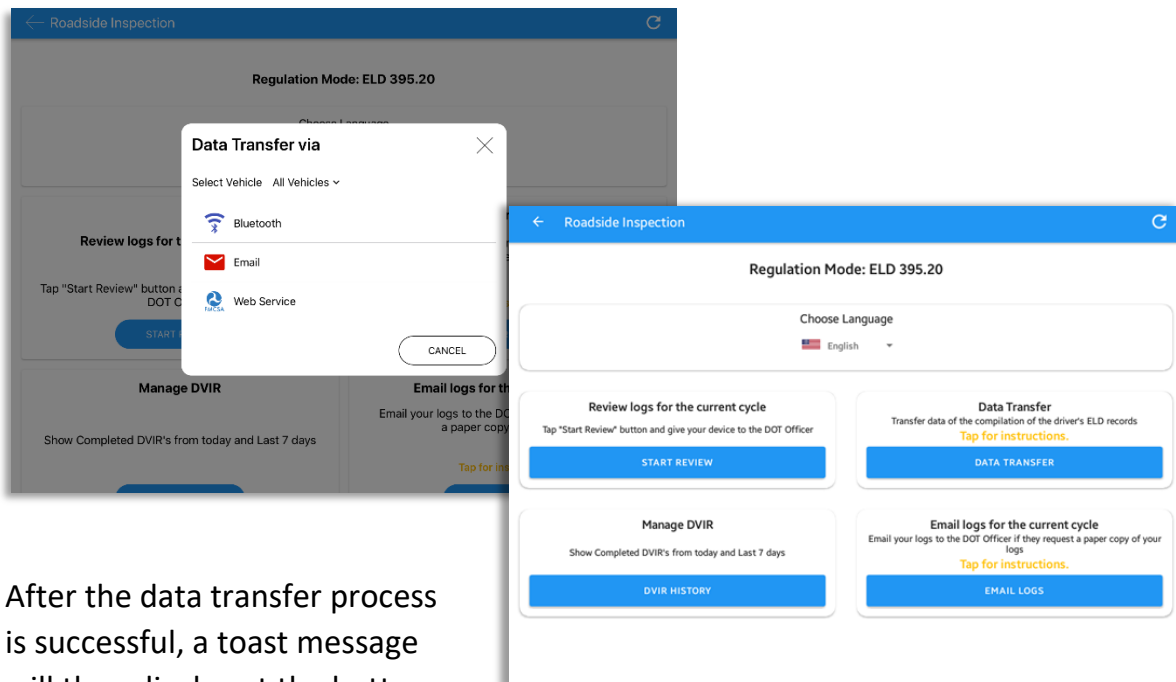 Roadside Inspection
Regulation Mode: ELD 395.20
Choose Language
Data Transfer via
Select Vehicle All Vehicles
Bluetooth
Email
FMCSA
Web Service
CANCEL
Review logs for t
Tap "Start Review" button
DOT
START
Manage DVIR
Show Completed DVIR's from today and Last 7 days
Email logs for th
Email your logs to the DO
a paper copy
Tap for ins
Roadside Inspection
Regulation Mode: ELD 395.20
Choose Language
English
Review logs for the current cycle
Tap "Start Review" button and give your device to the DOT Officer
START REVIEW
Data Transfer
Transfer data of the compilation of the driver's ELD records
Tap for instructions.
DATA TRANSFER
Manage DVIR
Show Completed DVIR's from today and Last 7 days
DVIR HISTORY
Email logs for the current cycle
Email your logs to the DOT Officer if they request a paper copy of your
logs
Tap for instructions.
EMAIL LOGS
After the data transfer process
is successful, a toast message